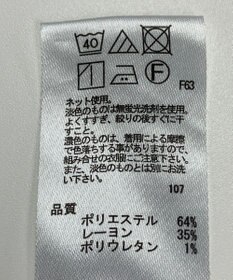 40
F
F63
ネット使用。
淡色のものは無蛍光洗剤を使用。
よくすすぎ、絞りの後すぐに干
すこと。
濃色のものは、着用による摩擦
で色落ちする事がありますので、
組み合せの衣服にご注意下さい。
また、淡色のものとは別にお洗
い下さい。
107
品質
ポリエステル 64%
レーヨン 35%
ポリウレタン 1%